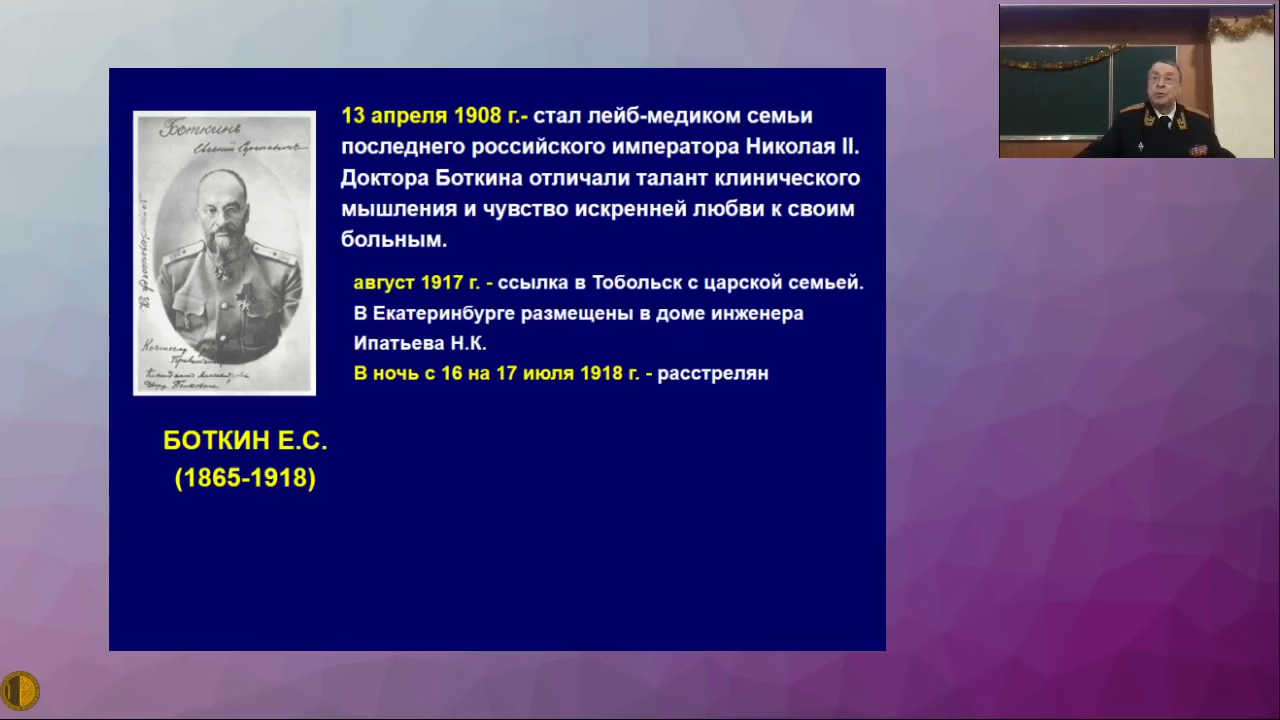 Боткинъ
Евгений Сергеевичъ
13 апреля 1908 г.- стал лейб-медиком семьи
последнего российского императора Николая II.
Доктора Боткина отличали талант клинического
мышления и чувство искренней любви к своим
больным.
август 1917 г. - ссылка в Тобольск с царской семьей.
В Екатеринбурге размещены в доме инженера
Ипатьева Н.К.
В ночь с 16 на 17 июля 1918 г. - расстрелян
БОТКИН Е.С.
(1865-1918)